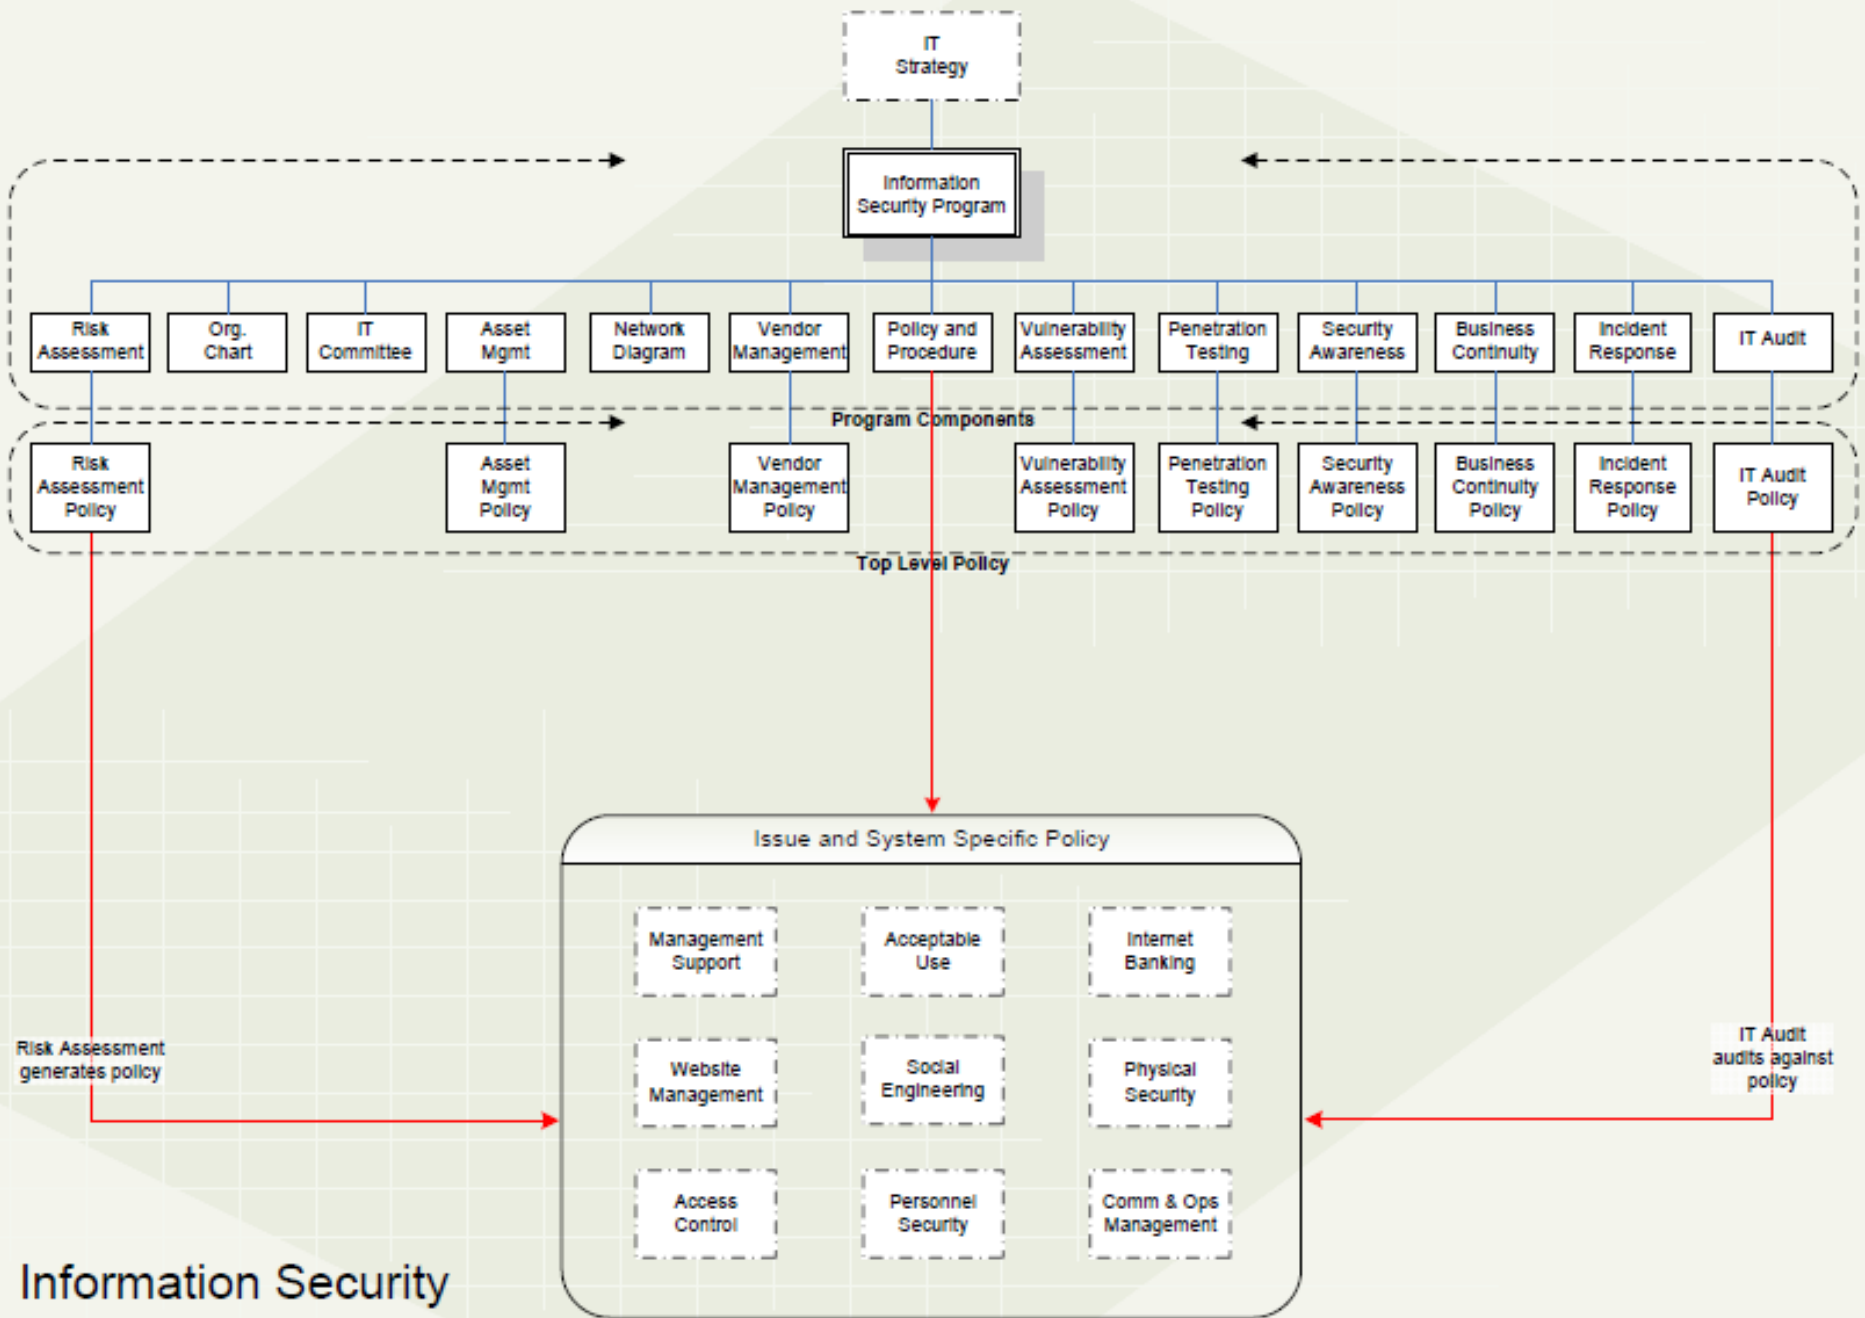 IT
Strategy
Information
Security Program
Risk
Assessment
Org.
Chart
IT
Committee
Asset
Mgmt
Network
Diagram
Vendor
Management
Policy and
Procedure
Vulnerability
Assessment
Penetration
Testing
Security
Awareness
Business
Continuity
Incident
Response
IT Audit
Program Components
Risk
Assessment
Policy
Asset
Mgmt
Policy
Vendor
Management
Policy
Vulnerability
Assessment
Policy
Penetration
Testing
Policy
Security
Awareness
Policy
Business
Continuity
Policy
Incident
Response
Policy
IT Audit
Policy
Top Level Policy
Issue and System Specific Policy
Management
Support
Acceptable
Use
Internet
Banking
Risk Assessment
generates policy
Website
Management
Social
Engineering
Physical
Security
IT Audit
audits against
policy
Access
Control
Personnel
Security
Comm & Ops
Management
Information Security